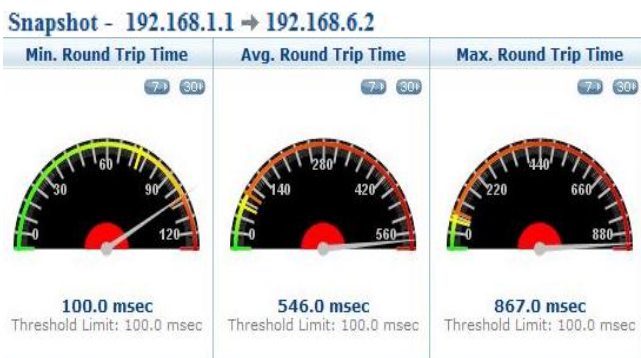 Snapshot - 192.168.1.1 → 192.168.6.2
Min. Round Trip Time
Avg. Round Trip Time
Max. Round Trip Time
7 30
7 30
7 30
0 30 60 90 120
0 140 280 420 560
0 220 440 660 880
100.0 msec
546.0 msec
867.0 msec
Threshold Limit: 100.0 msec
Threshold Limit: 100.0 msec
Threshold Limit: 100.0 msec